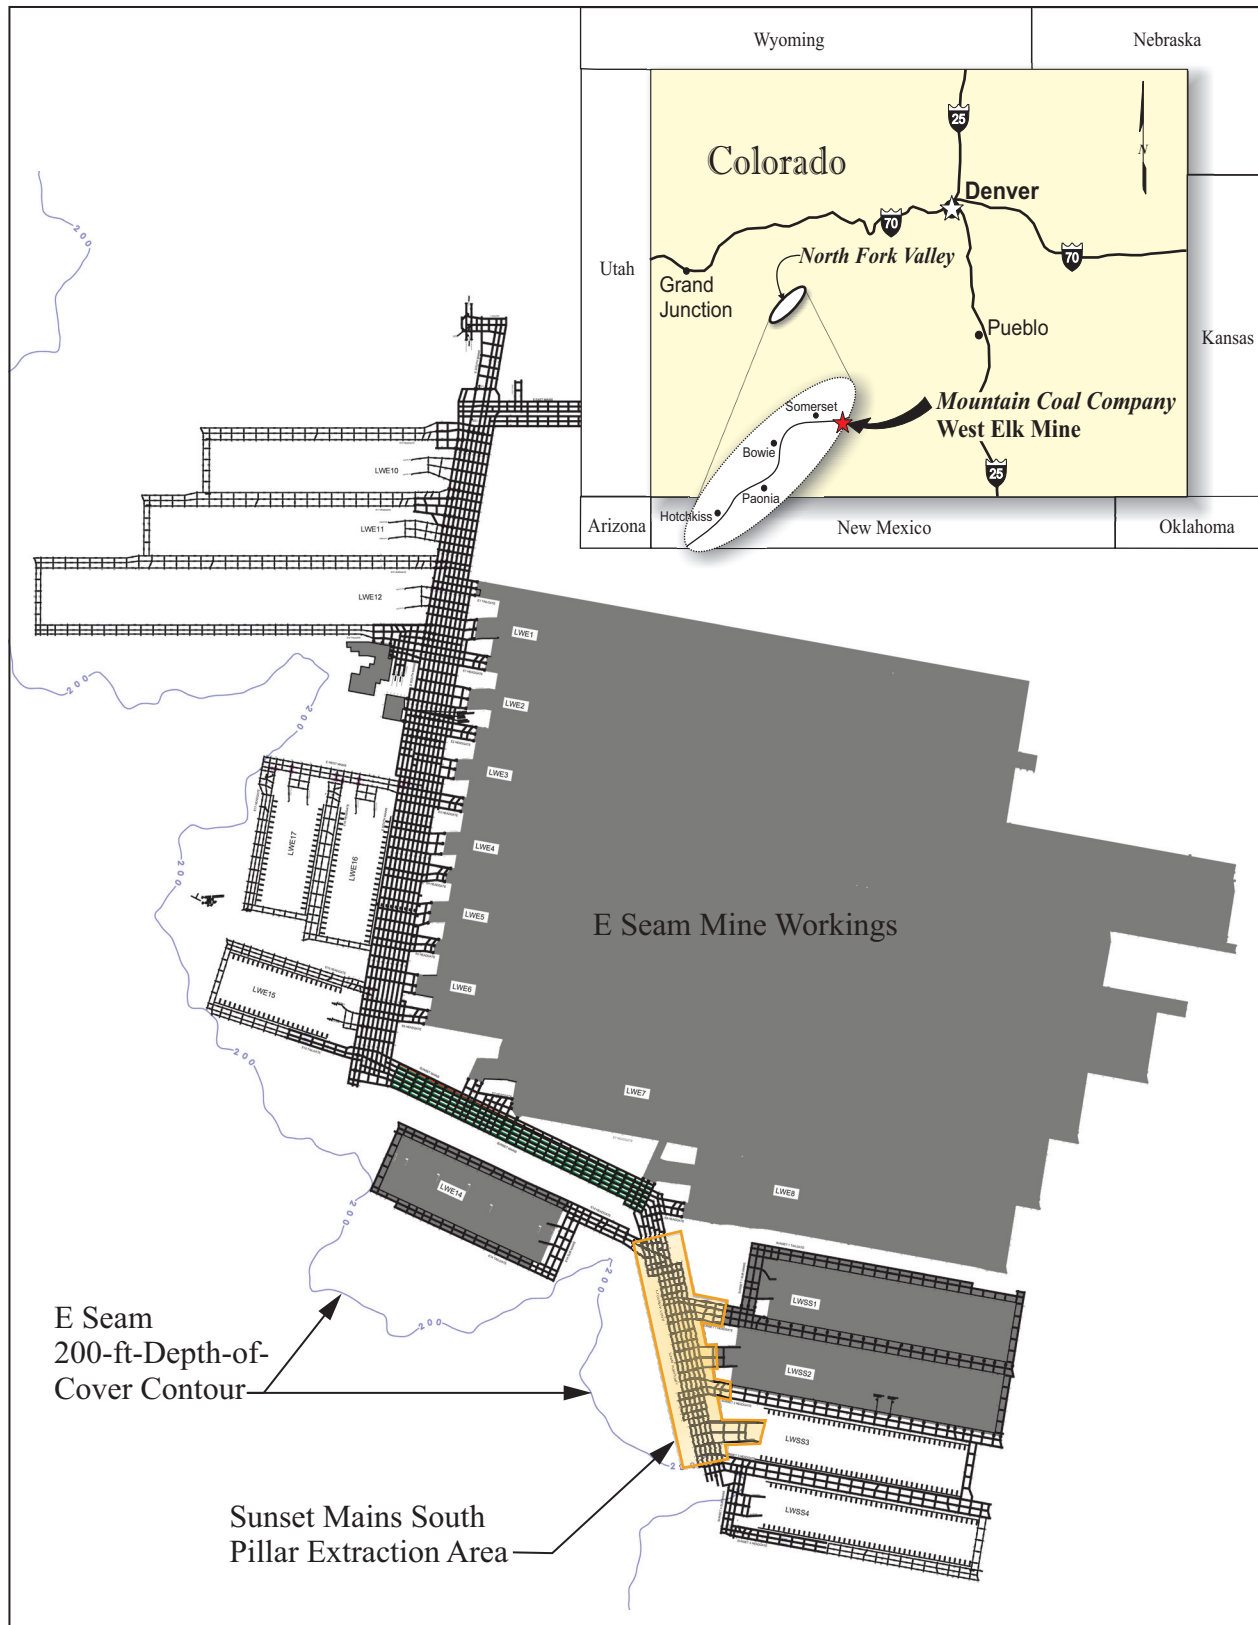 Wyoming
Nebraska
25
Colorado
N
Denver
70
North Fork Valley
70
Utah
Grand
Junction
Pueblo
Kansas
Mountain Coal Company
West Elk Mine
Somerset
Bowie
Paonia
Hotchkiss
25
Arizona
New Mexico
Oklahoma
200
LWE10
LWE11
LWE12
LWE1
200
200
LWE2
LWE3
LWE4
LWE17
LWE16
200
LWE5
E Seam Mine Workings
LWE6
LWE15
200
LWE7
LWE14
LWE8
200
200
200
LWSS1
E Seam
200-ft-Depth-of-
Cover Contour
LWSS2
LWSS3
LWSS4
Sunset Mains South
Pillar Extraction Area